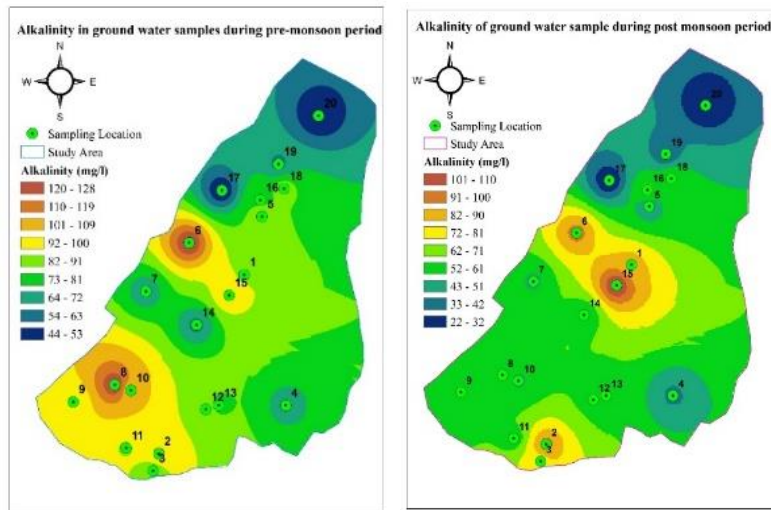 Alkalinity in ground water samples during pre-monsoon period
N
W E
S
Sampling Location
Study Area
Alkalinity (mg/l)
120 - 128
110 - 119
101 - 109
92 - 100
82 - 91
73 - 81
64 - 72
54 - 63
44 - 53
20
19
18
17
16
5
6
1
7
15
14
8
10
9
12 13
4
11
2
3
Alkalinity of ground water sample during post monsoon period
N
W E
S
Sampling Location
Study Area
Alkalinity (mg/l)
101 - 110
91 - 100
82 - 90
72 - 81
62 - 71
52 - 61
43 - 51
33 - 42
22 - 32
20
19
18
17
16
5
6
1
7
15
14
8
10
9
12 13
4
11
2
3